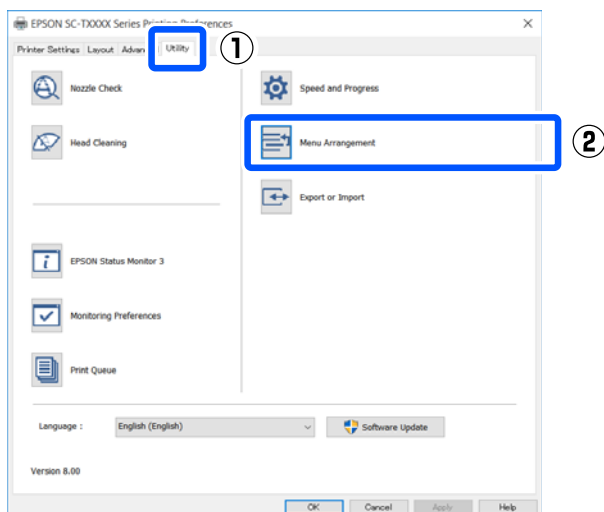 EPSON SC-TXXXX Series Printing Preferences
Printer Settings Layout Advan Utility
1
Nozzle Check
Speed and Progress
Head Cleaning
Menu Arrangement
2
Export or Import
EPSON Status Monitor 3
Monitoring Preferences
Print Queue
Language : English (English) Software Update
Version 8.00
OK Cancel Apply Help